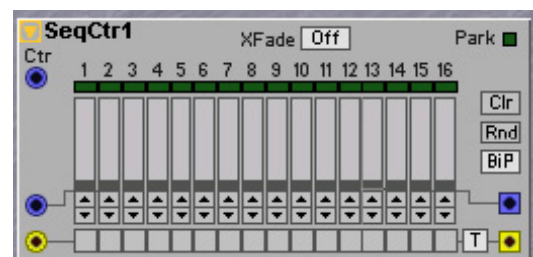 SeqCtr1 XFade Off Park
Ctr
1 2 3 4 5 6 7 8 9 10 11 12 13 14 15 16
Clr
Rnd
BiP
T